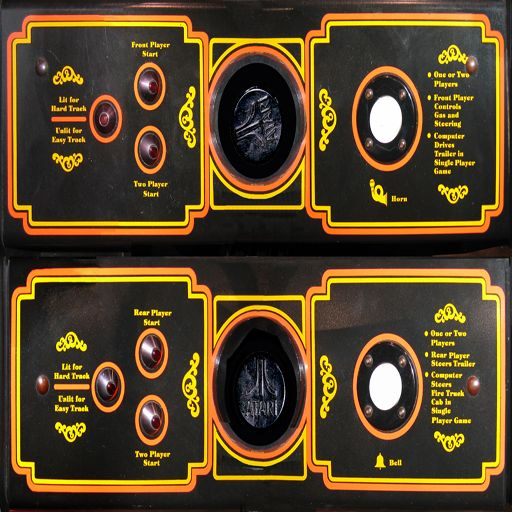 Front Player
Start
Lit for
Hard Track
Unlit for
Easy Track
Two Player
Start
ATARI
One or Two
Players
Front Player
Controls
Gas and
Steering
Computer
Drives
Trailer in
Single Player
Game
Horn
Rear Player
Start
Lit for
Hard Track
Unlit for
Easy Track
Two Player
Start
ATARI
One or Two
Players
Rear Player
Steers Trailer
Computer
Steers
Fire Truck
Cab in
Single
Player Game
Bell